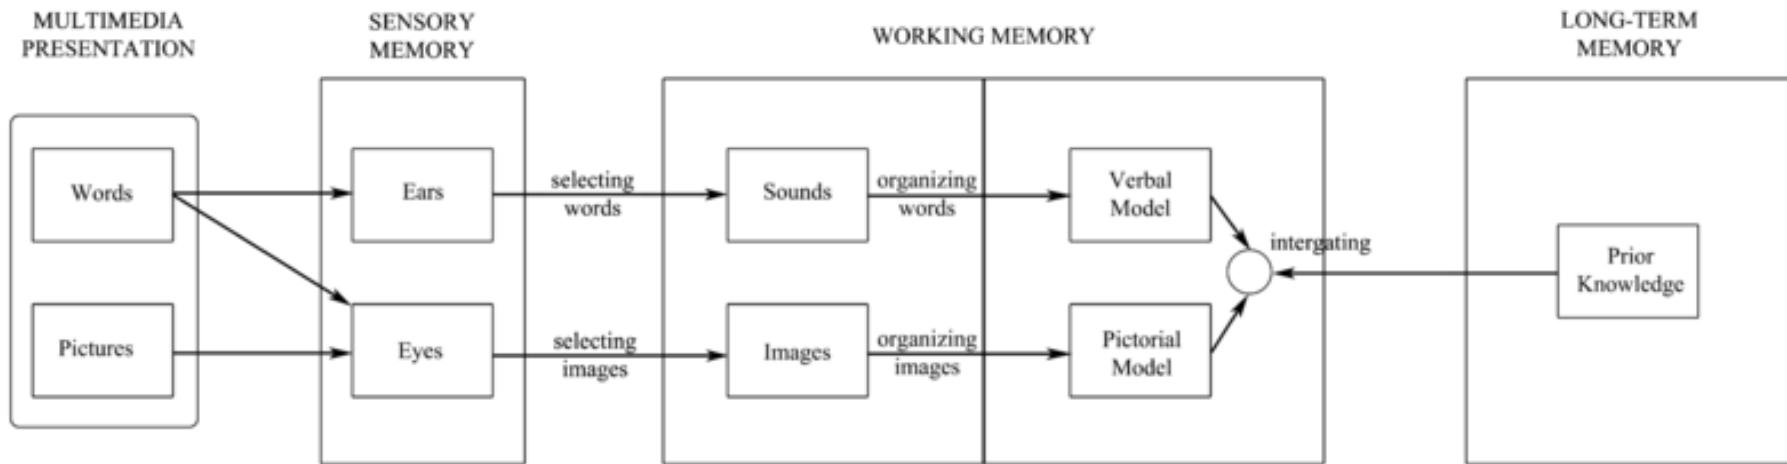 MULTIMEDIA
PRESENTATION
SENSORY
MEMORY
WORKING MEMORY
LONG-TERM
MEMORY
Words
Ears
selecting
words
Sounds
organizing
words
Verbal
Model
intergating
Prior
Knowledge
Pictures
Eyes
selecting
images
Images
organizing
images
Pictorial
Model